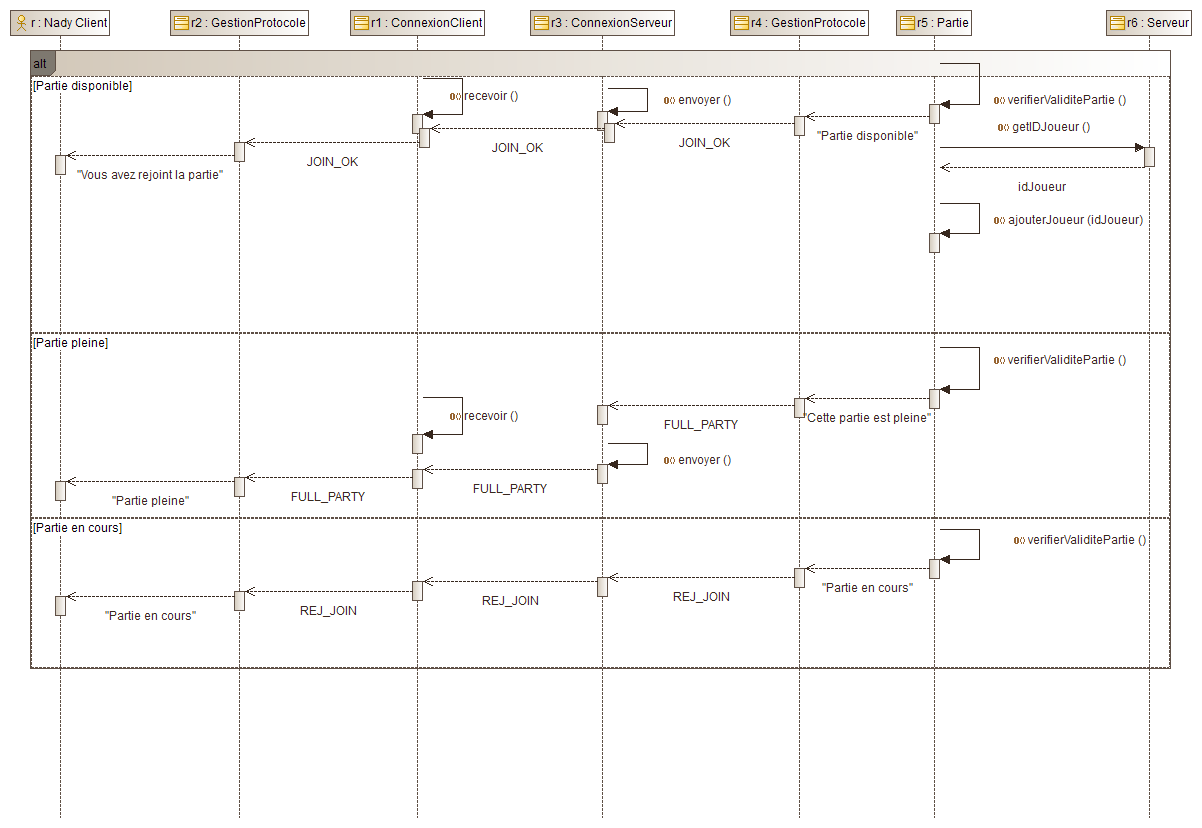 r : Nady Client
r2 : GestionProtocole
r1 : ConnexionClient
r3 : ConnexionServeur
r4 : GestionProtocole
r5 : Partie
r6 : Serveur
alt
[Partie disponible]
recevoir ()
envoyer ()
verifierValiditePartie ()
getIDJoueur ()
"Partie disponible"
JOIN_OK
JOIN_OK
JOIN_OK
"Vous avez rejoint la partie"
idJoueur
ajouterJoueur (idJoueur)
[Partie pleine]
verifierValiditePartie ()
recevoir ()
"Cette partie est pleine"
FULL_PARTY
envoyer ()
FULL_PARTY
FULL_PARTY
"Partie pleine"
[Partie en cours]
verifierValiditePartie ()
"Partie en cours"
REJ_JOIN
REJ_JOIN
REJ_JOIN
"Partie en cours"